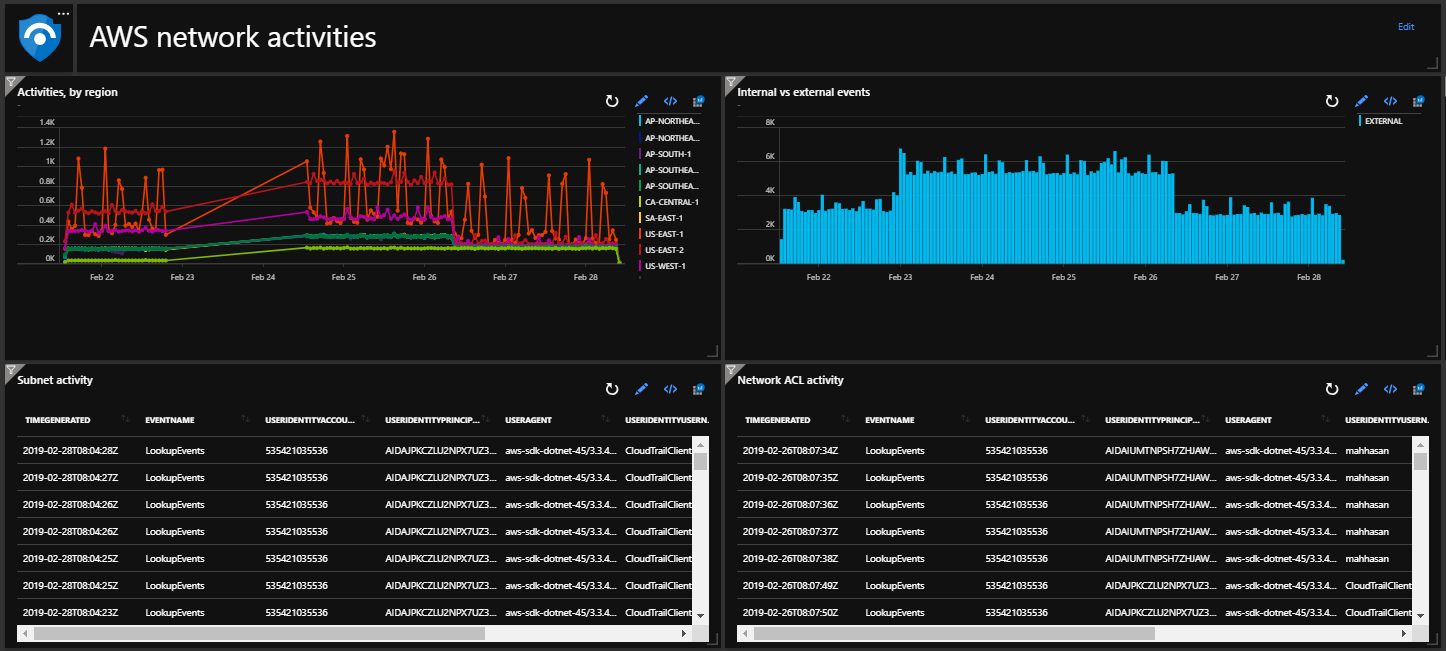 AWS network activities
Edit
Activities, by region
1.4K
1.2K
1K
0.8K
0.6K
0.4K
0.2K
0K
Feb 22 Feb 23 Feb 24 Feb 25 Feb 26 Feb 27 Feb 28
AP-NORTHEA...
AP-NORTHEA...
AP-SOUTH-1
AP-SOUTHEA...
AP-SOUTHEA...
CA-CENTRAL-1
SA-EAST-1
US-EAST-1
US-EAST-2
US-WEST-1
Internal vs external events
8K
6K
4K
2K
0K
Feb 22 Feb 23 Feb 24 Feb 25 Feb 26 Feb 27 Feb 28
EXTERNAL
Subnet activity
TIMEGENERATED EVENTNAME USERIDENTITYACCOU... USERIDENTITYPRINCIP... USERAGENT USERIDENTITYUSERN.
2019-02-28T08:04:28Z LookupEvents 535421035536 AIDAJPKCZLU2NPX7UZ3... aws-sdk-dotnet-45/3.3.4... CloudTrailClient
2019-02-28T08:04:27Z LookupEvents 535421035536 AIDAJPKCZLU2NPX7UZ3... aws-sdk-dotnet-45/3.3.4... CloudTrailClient
2019-02-28T08:04:26Z LookupEvents 535421035536 AIDAJPKCZLU2NPX7UZ3... aws-sdk-dotnet-45/3.3.4... CloudTrailClient
2019-02-28T08:04:26Z LookupEvents 535421035536 AIDAJPKCZLU2NPX7UZ3... aws-sdk-dotnet-45/3.3.4... CloudTrailClient
2019-02-28T08:04:25Z LookupEvents 535421035536 AIDAJPKCZLU2NPX7UZ3... aws-sdk-dotnet-45/3.3.4... CloudTrailClient
2019-02-28T08:04:25Z LookupEvents 535421035536 AIDAJPKCZLU2NPX7UZ3... aws-sdk-dotnet-45/3.3.4... CloudTrailClient
2019-02-28T08:04:23Z LookupEvents 535421035536 AIDAJPKCZLU2NPX7UZ3... aws-sdk-dotnet-45/3.3.4... CloudTrailClient
Network ACL activity
TIMEGENERATED EVENTNAME USERIDENTITYACCOU... USERIDENTITYPRINCIP... USERAGENT USERIDENTITYUSERN.
2019-02-26T08:07:34Z LookupEvents 535421035536 AIDAIUMTNPSH7ZHJAW... aws-sdk-dotnet-45/3.3.4... mahhasan
2019-02-26T08:07:35Z LookupEvents 535421035536 AIDAIUMTNPSH7ZHJAW... aws-sdk-dotnet-45/3.3.4... mahhasan
2019-02-26T08:07:36Z LookupEvents 535421035536 AIDAIUMTNPSH7ZHJAW... aws-sdk-dotnet-45/3.3.4... mahhasan
2019-02-26T08:07:37Z LookupEvents 535421035536 AIDAIUMTNPSH7ZHJAW... aws-sdk-dotnet-45/3.3.4... mahhasan
2019-02-26T08:07:38Z LookupEvents 535421035536 AIDAIUMTNPSH7ZHJAW... aws-sdk-dotnet-45/3.3.4... mahhasan
2019-02-26T08:07:49Z LookupEvents 535421035536 AIDAJPKCZLU2NPX7UZ3... aws-sdk-dotnet-45/3.3.4... CloudTrailClient
2019-02-26T08:07:50Z LookupEvents 535421035536 AIDAJPKCZLU2NPX7UZ3... aws-sdk-dotnet-45/3.3.4... CloudTrailClient